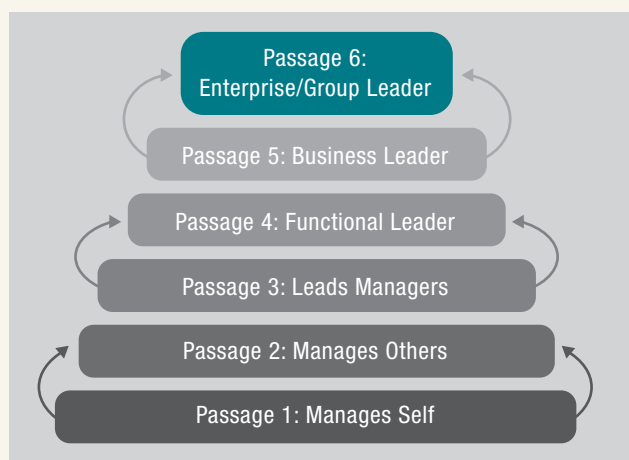 Passage 6:
Enterprise/Group Leader
Passage 5: Business Leader
Passage 4: Functional Leader
Passage 3: Leads Managers
Passage 2: Manages Others
Passage 1: Manages Self